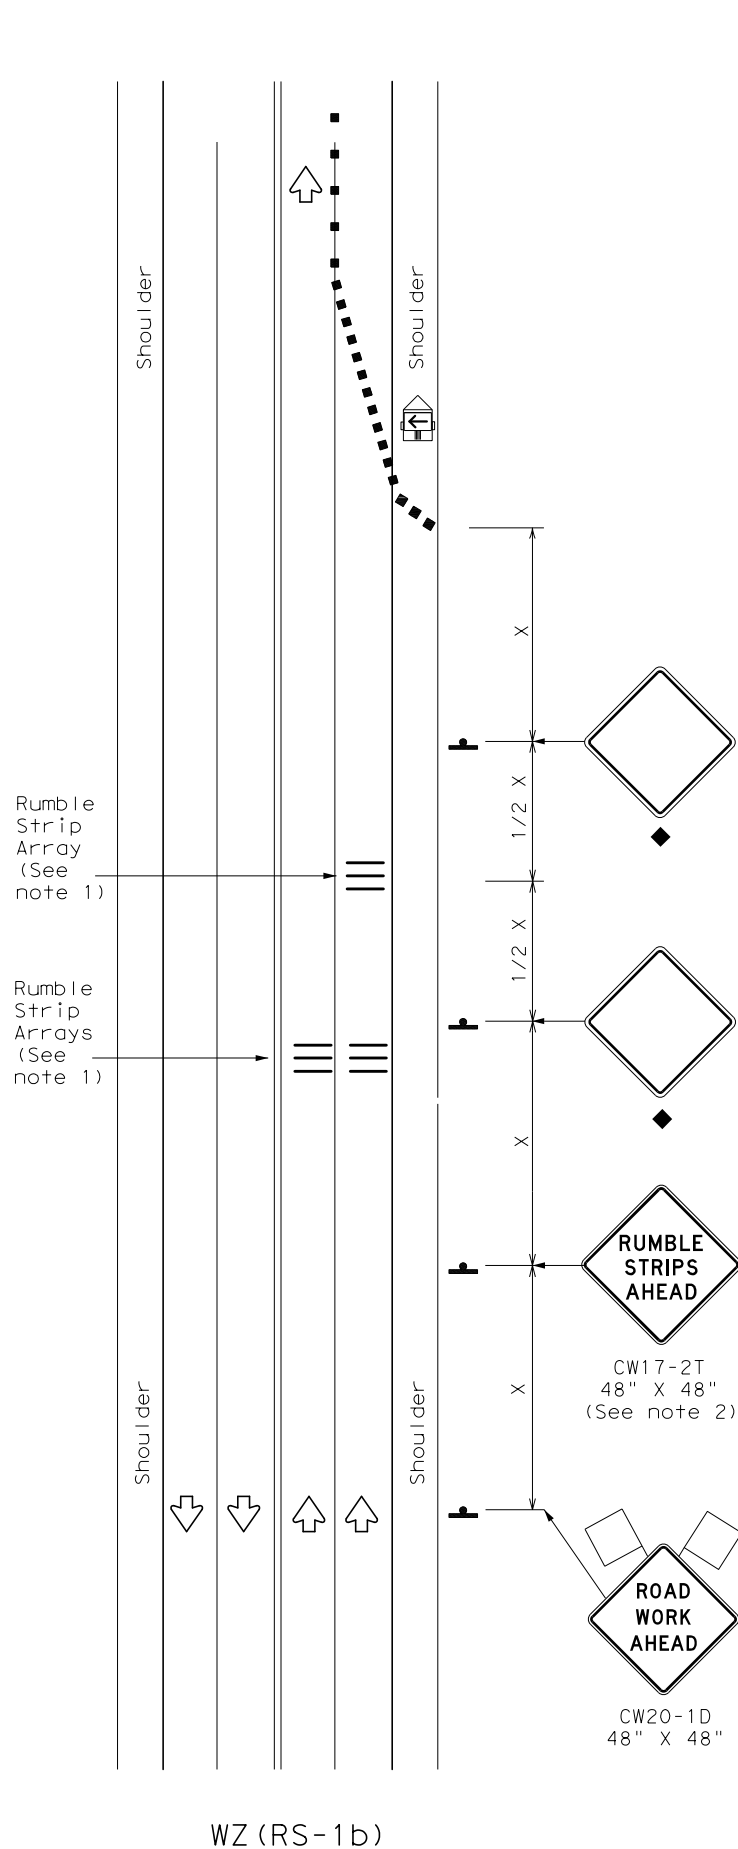 Shoulder
Shoulder
X
Rumble
Strip
Array
(See
note 1)
1/2 X
1/2 X
Rumble
Strip
Arrays
(See
note 1)
X
RUMBLE
STRIPS
AHEAD
CW17-2T
48" X 48"
(See note 2)
X
Shoulder
Shoulder
ROAD
WORK
AHEAD
CW20-1D
48" X 48"
WZ(RS-1b)